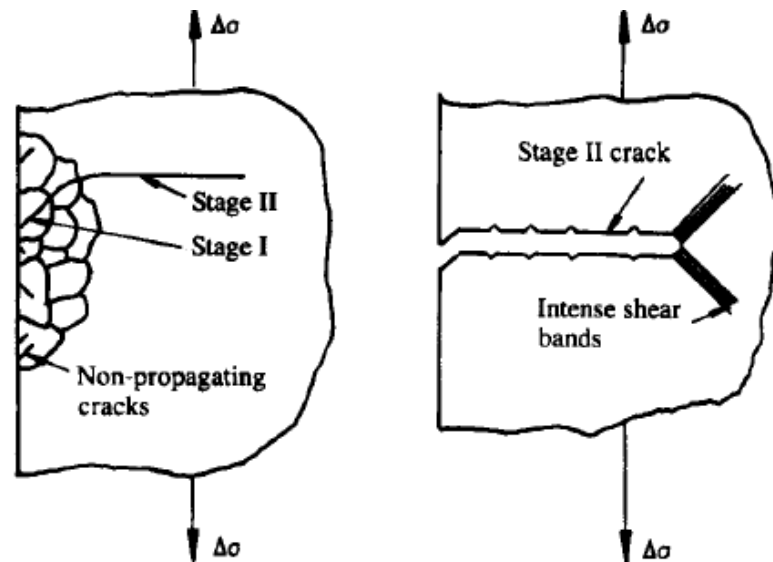 Δσ
Δσ
Stage II crack
Stage II
Stage I
Intense shear
bands
Non-propagating
cracks
Δσ
Δσ